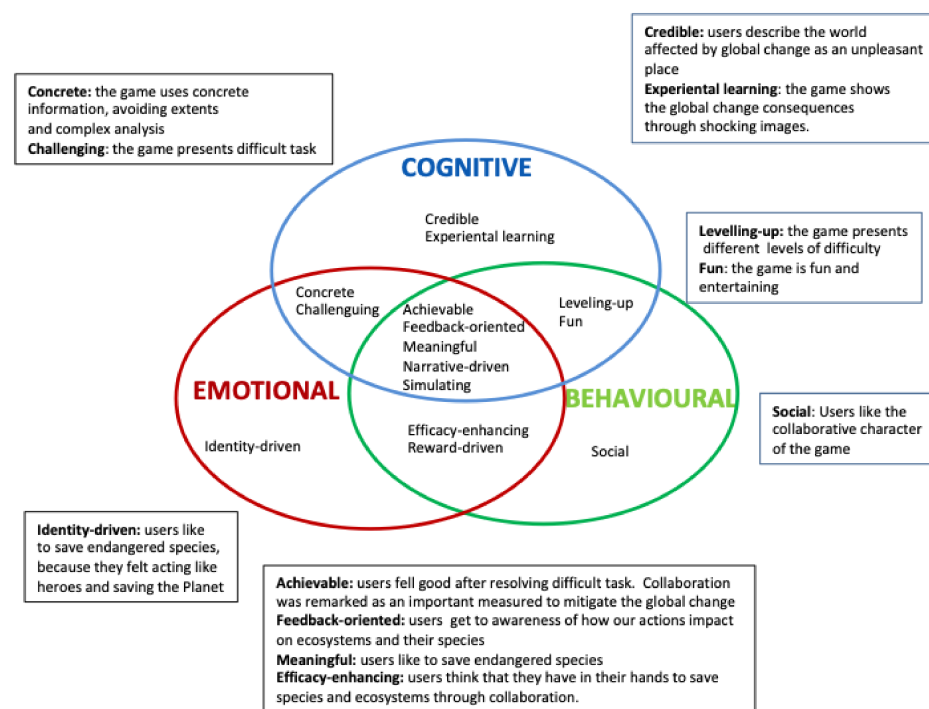 Credible: users describe the world
affected by global change as an unpleasant
place
Experiental learning: the game shows
the global change consequences
through shocking images.
Concrete: the game uses concrete
information, avoiding extents
and complex analysis
Challenging: the game presents difficult task
COGNITIVE
Credible
Experiental learning
Levelling-up: the game presents
different levels of difficulty
Fun: the game is fun and
entertaining
Concrete
Challenguing
Achievable
Feedback-oriented
Meaningful
Narrative-driven
Simulating
Leveling-up
Fun
EMOTIONAL
BEHAVIOURAL
Identity-driven
Efficacy-enhancing
Reward-driven
Social
Social: Users like the
collaborative character
of the game
Identity-driven: users like
to save endangered species,
because they felt acting like
heroes and saving the Planet
Achievable: users fell good after resolving difficult task. Collaboration
was remarked as an important measured to mitigate the global change
Feedback-oriented: users get to awareness of how our actions impact
on ecosystems and their species
Meaningful: users like to save endangered species
Efficacy-enhancing: users think that they have in their hands to save
species and ecosystems through collaboration.